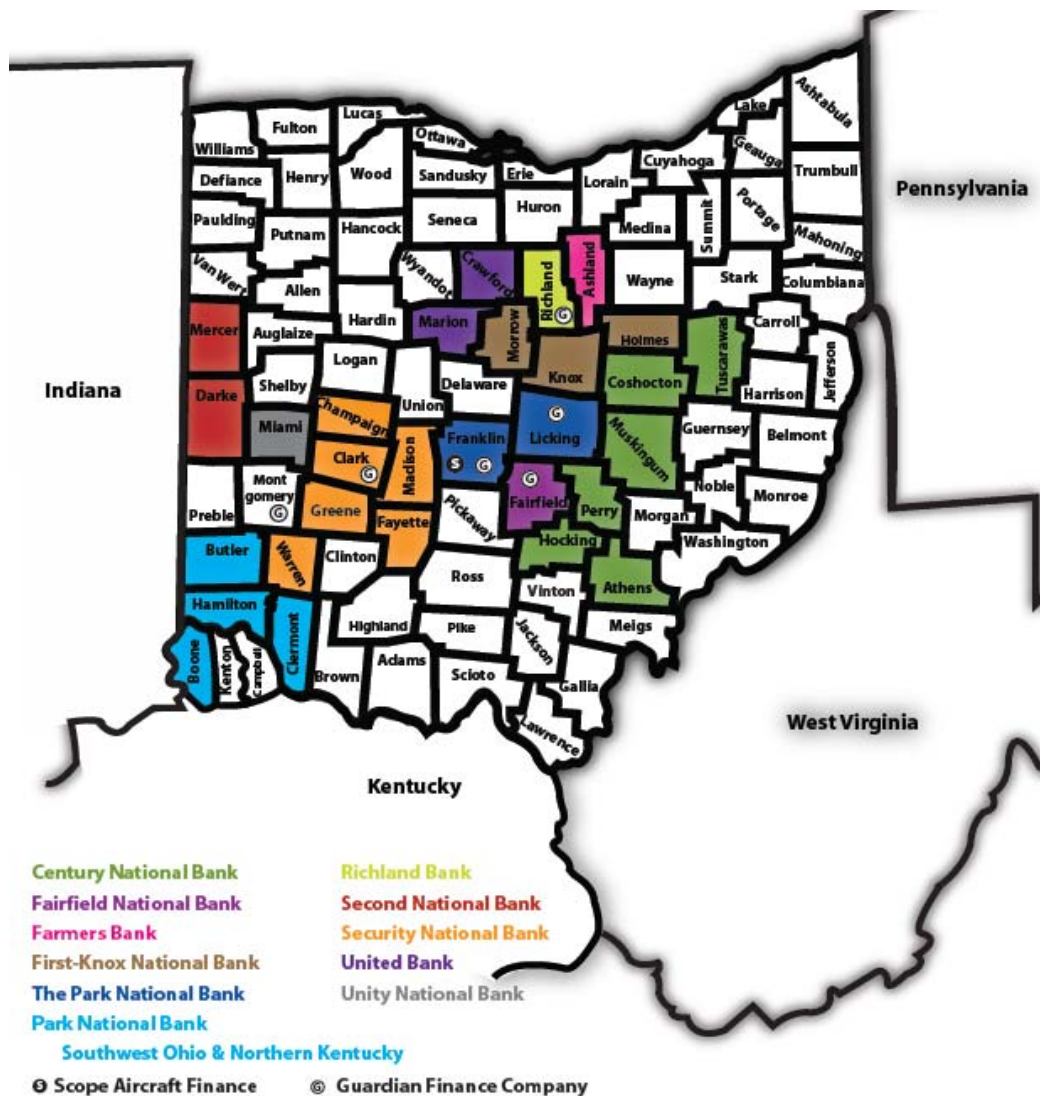 Lucas
Fulton
Williams
Ottawa
Lake
Ashtabula
Geauga
Cuyahoga
Defiance
Henry
Wood
Sandusky
Erie
Lorain
Trumbull
Pennsylvania
Paulding
Putnam
Hancock
Seneca
Huron
Medina
Summit
Portage
Mahoning
Van Wert
Allen
Wyandot
Crawford
Richland
G
Ashland
Wayne
Stark
Columbiana
Mercer
Auglaize
Hardin
Marion
Morrow
Holmes
Tuscarawas
Carroll
Jefferson
Indiana
Darke
Shelby
Logan
Union
Delaware
Knox
Coshocton
Harrison
Miami
Champaign
Madison
Franklin
S G
G
Licking
Muskingum
Guernsey
Belmont
Clark
G
Mont
gomery
G
Preble
Greene
Fayette
Pickaway
G
Fairfield
Perry
Morgan
Noble
Monroe
Washington
Butler
Warren
Clinton
Ross
Hocking
Athens
Vinton
Hamilton
Clermont
Highland
Pike
Jackson
Meigs
Boone
Kenton
Campbell
Brown
Adams
Scioto
Gallia
Lawrence
West Virginia
Kentucky
Century National Bank
Fairfield National Bank
Farmers Bank
First-Knox National Bank
The Park National Bank
Park National Bank
Southwest Ohio & Northern Kentucky
Richland Bank
Second National Bank
Security National Bank
United Bank
Unity National Bank
S Scope Aircraft Finance
G Guardian Finance Company